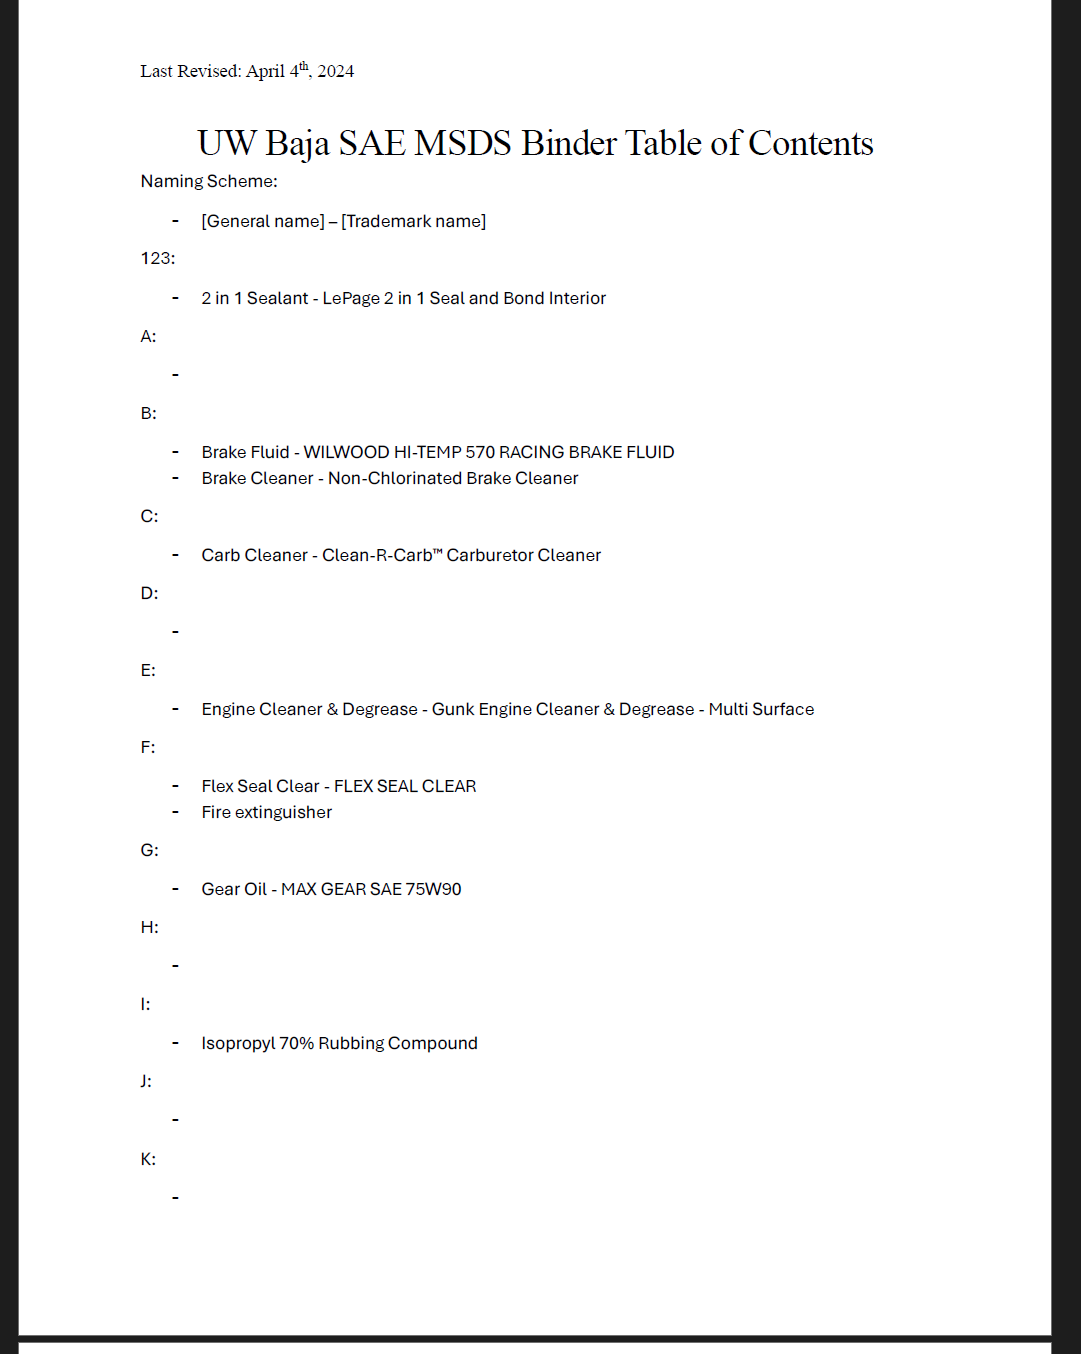 Last Revised: April 4th, 2024
UW Baja SAE MSDS Binder Table of Contents
Naming Scheme:
- [General name] – [Trademark name]
123:
- 2 in 1 Sealant - LePage 2 in 1 Seal and Bond Interior
A:
-
B:
- Brake Fluid - WILWOOD HI-TEMP 570 RACING BRAKE FLUID
- Brake Cleaner - Non-Chlorinated Brake Cleaner
C:
- Carb Cleaner - Clean-R-Carb™ Carburetor Cleaner
D:
-
E:
- Engine Cleaner & Degrease - Gunk Engine Cleaner & Degrease - Multi Surface
F:
- Flex Seal Clear - FLEX SEAL CLEAR
- Fire extinguisher
G:
- Gear Oil - MAX GEAR SAE 75W90
H:
-
I:
- Isopropyl 70% Rubbing Compound
J:
-
K:
-